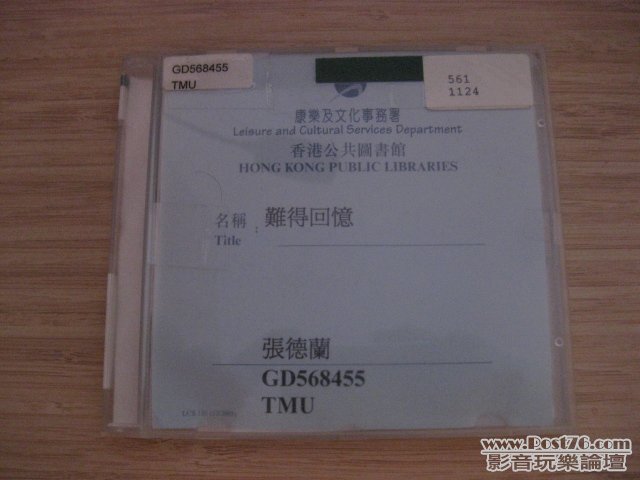 GD568455
TMU
561
1124
康樂及文化事務署
Leisure and Cultural Services Department
香港公共圖書館
HONG KONG PUBLIC LIBRARIES
名稱 : 難得回憶
Title
張德蘭
GD568455
TMU
www.Post76.com
影音玩樂論壇